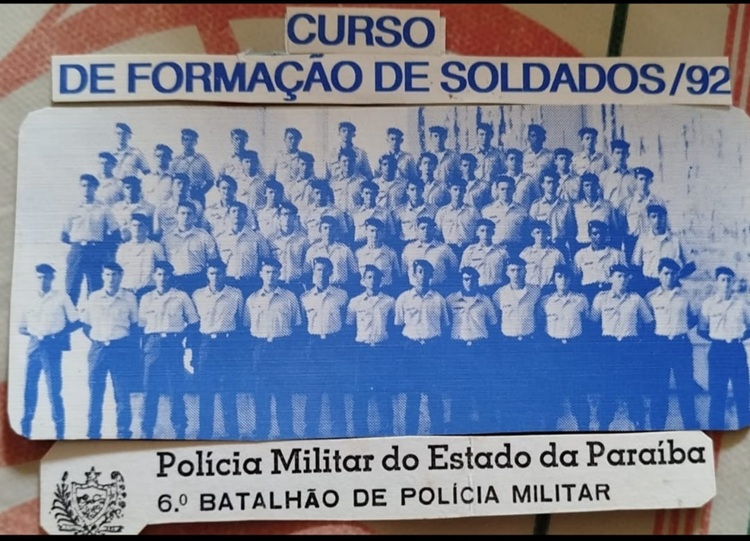 CURSO
DE FORMAÇÃO DE SOLDADOS/92
Polícia Militar do Estado da Paraíba
6.º BATALHÃO DE POLÍCIA MILITAR